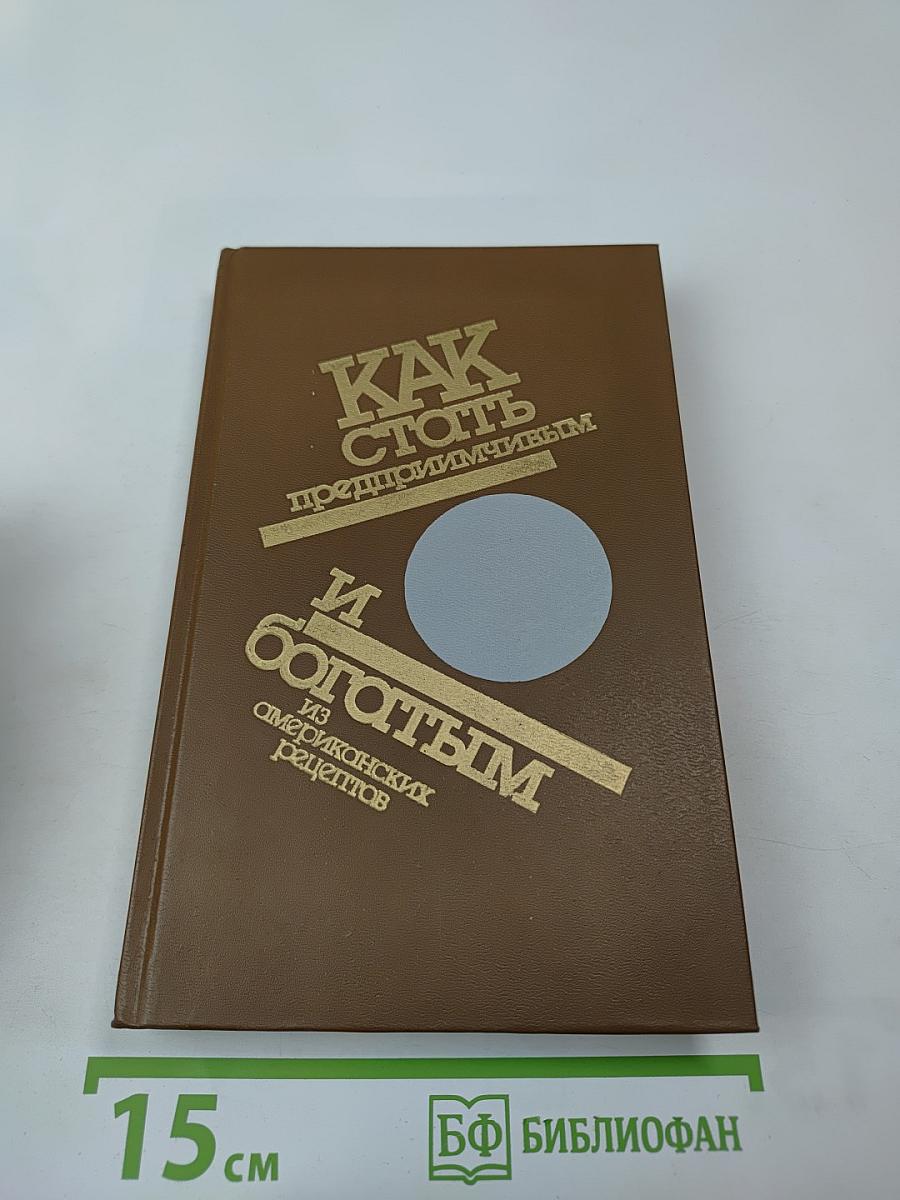 КАК
стать
предприимчивым
и
богатым
из
американских
рецептов
15 см
БФ БИБЛИОФАН